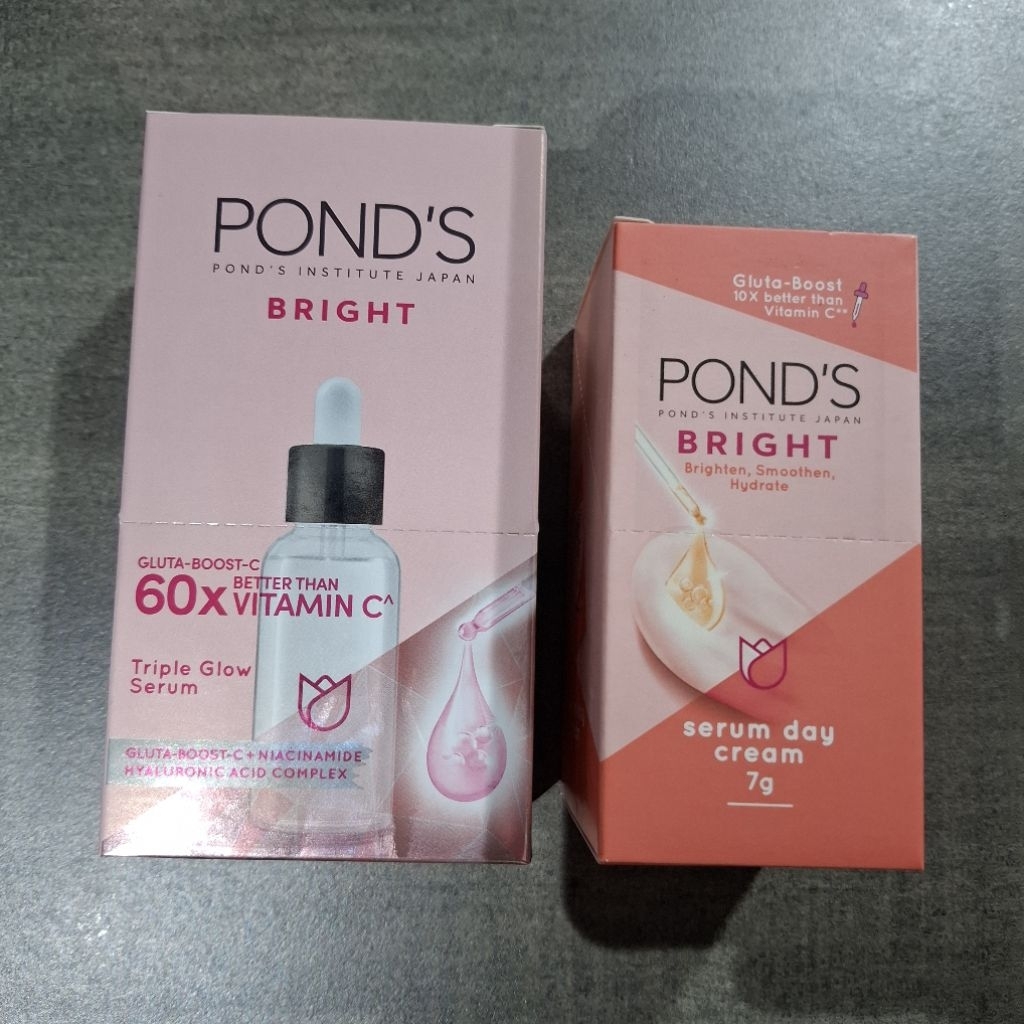 POND'S
POND'S INSTITUTE JAPAN
BRIGHT
GLUTA-BOOST-C
60x BETTER THAN
VITAMIN C^
Triple Glow
Serum
GLUTA-BOOST-C + NIACINAMIDE
HYALURONIC ACID COMPLEX
Gluta-Boost
10X better than
Vitamin C**
POND'S
POND'S INSTITUTE JAPAN
BRIGHT
Brighten, Smoothen,
Hydrate
serum day
cream
7g